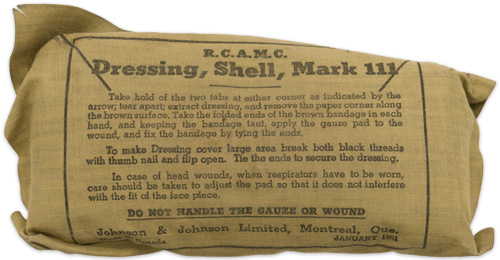 R.C.A.M.C.
Dressing, Shell, Mark 111
Take hold of the two tabs at either corner as indicated by the
arrow; tear apart; extract dressing, and remove the paper corner along
the brown surface. Take the folded ends of the brown bandage in each
hand, and keeping the bandage taut, apply the gauze pad to the
wound, and fix the bandage by tying the ends.
To make Dressing cover large area break both black threads
with thumb nail and flip open. Tie the ends to secure the dressing.
In case of head wounds, when respirators have to be worn,
care should be taken to adjust the pad so that it does not interfere
with the fit of the face piece.
DO NOT HANDLE THE GAUZE OR WOUND
Johnson & Johnson Limited, Montreal, Que.
Canada JANUARY 1951